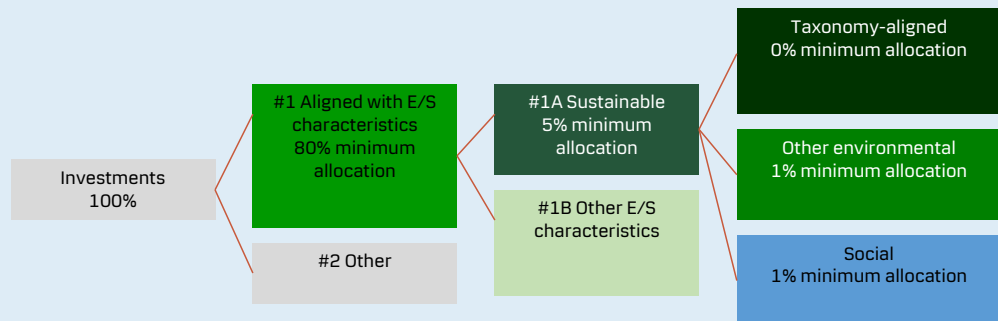 Investments
100%
#1 Aligned with E/S
characteristics
80% minimum
allocation
#2 Other
#1A Sustainable
5% minimum
allocation
#1B Other E/S
characteristics
Taxonomy-aligned
0% minimum allocation
Other environmental
1% minimum allocation
Social
1% minimum allocation